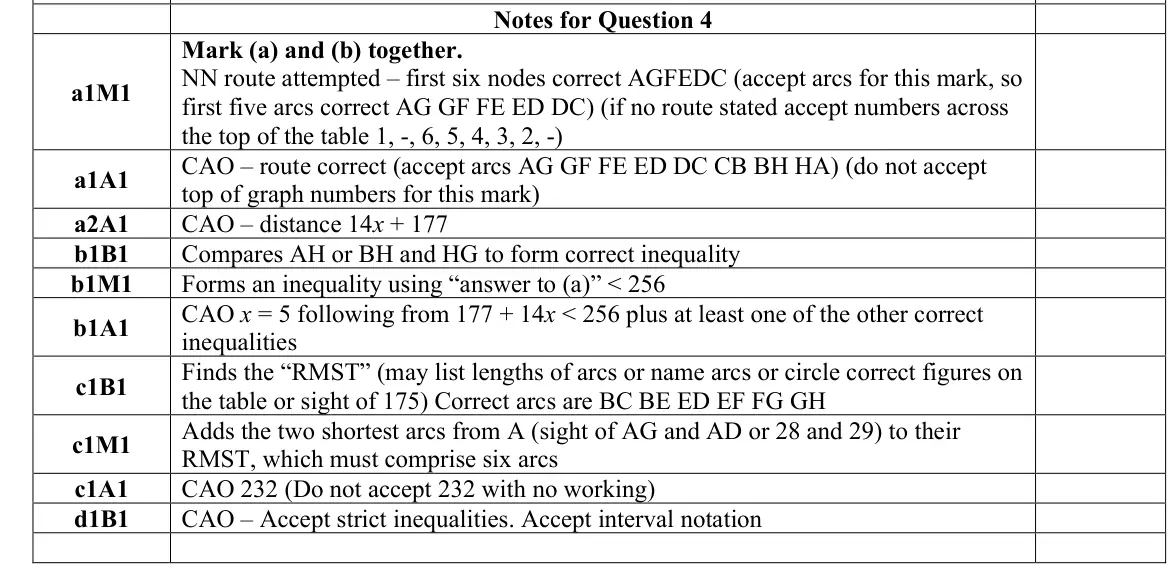 Notes for Question 4
a1M1
Mark (a) and (b) together.
NN route attempted – first six nodes correct AGFEDC (accept arcs for this mark, so
first five arcs correct AG GF FE ED DC) (if no route stated accept numbers across
the top of the table 1, -, 6, 5, 4, 3, 2, -)
a1A1
CAO – route correct (accept arcs AG GF FE ED DC CB BH HA) (do not accept
top of graph numbers for this mark)
a2A1 CAO – distance 14x + 177
b1B1 Compares AH or BH and HG to form correct inequality
b1M1 Forms an inequality using “answer to (a)” < 256
b1A1
CAO x = 5 following from 177 + 14x < 256 plus at least one of the other correct
inequalities
c1B1
Finds the “RMST” (may list lengths of arcs or name arcs or circle correct figures on
the table or sight of 175) Correct arcs are BC BE ED EF FG GH
c1M1
Adds the two shortest arcs from A (sight of AG and AD or 28 and 29) to their
RMST, which must comprise six arcs
c1A1 CAO 232 (Do not accept 232 with no working)
d1B1 CAO – Accept strict inequalities. Accept interval notation